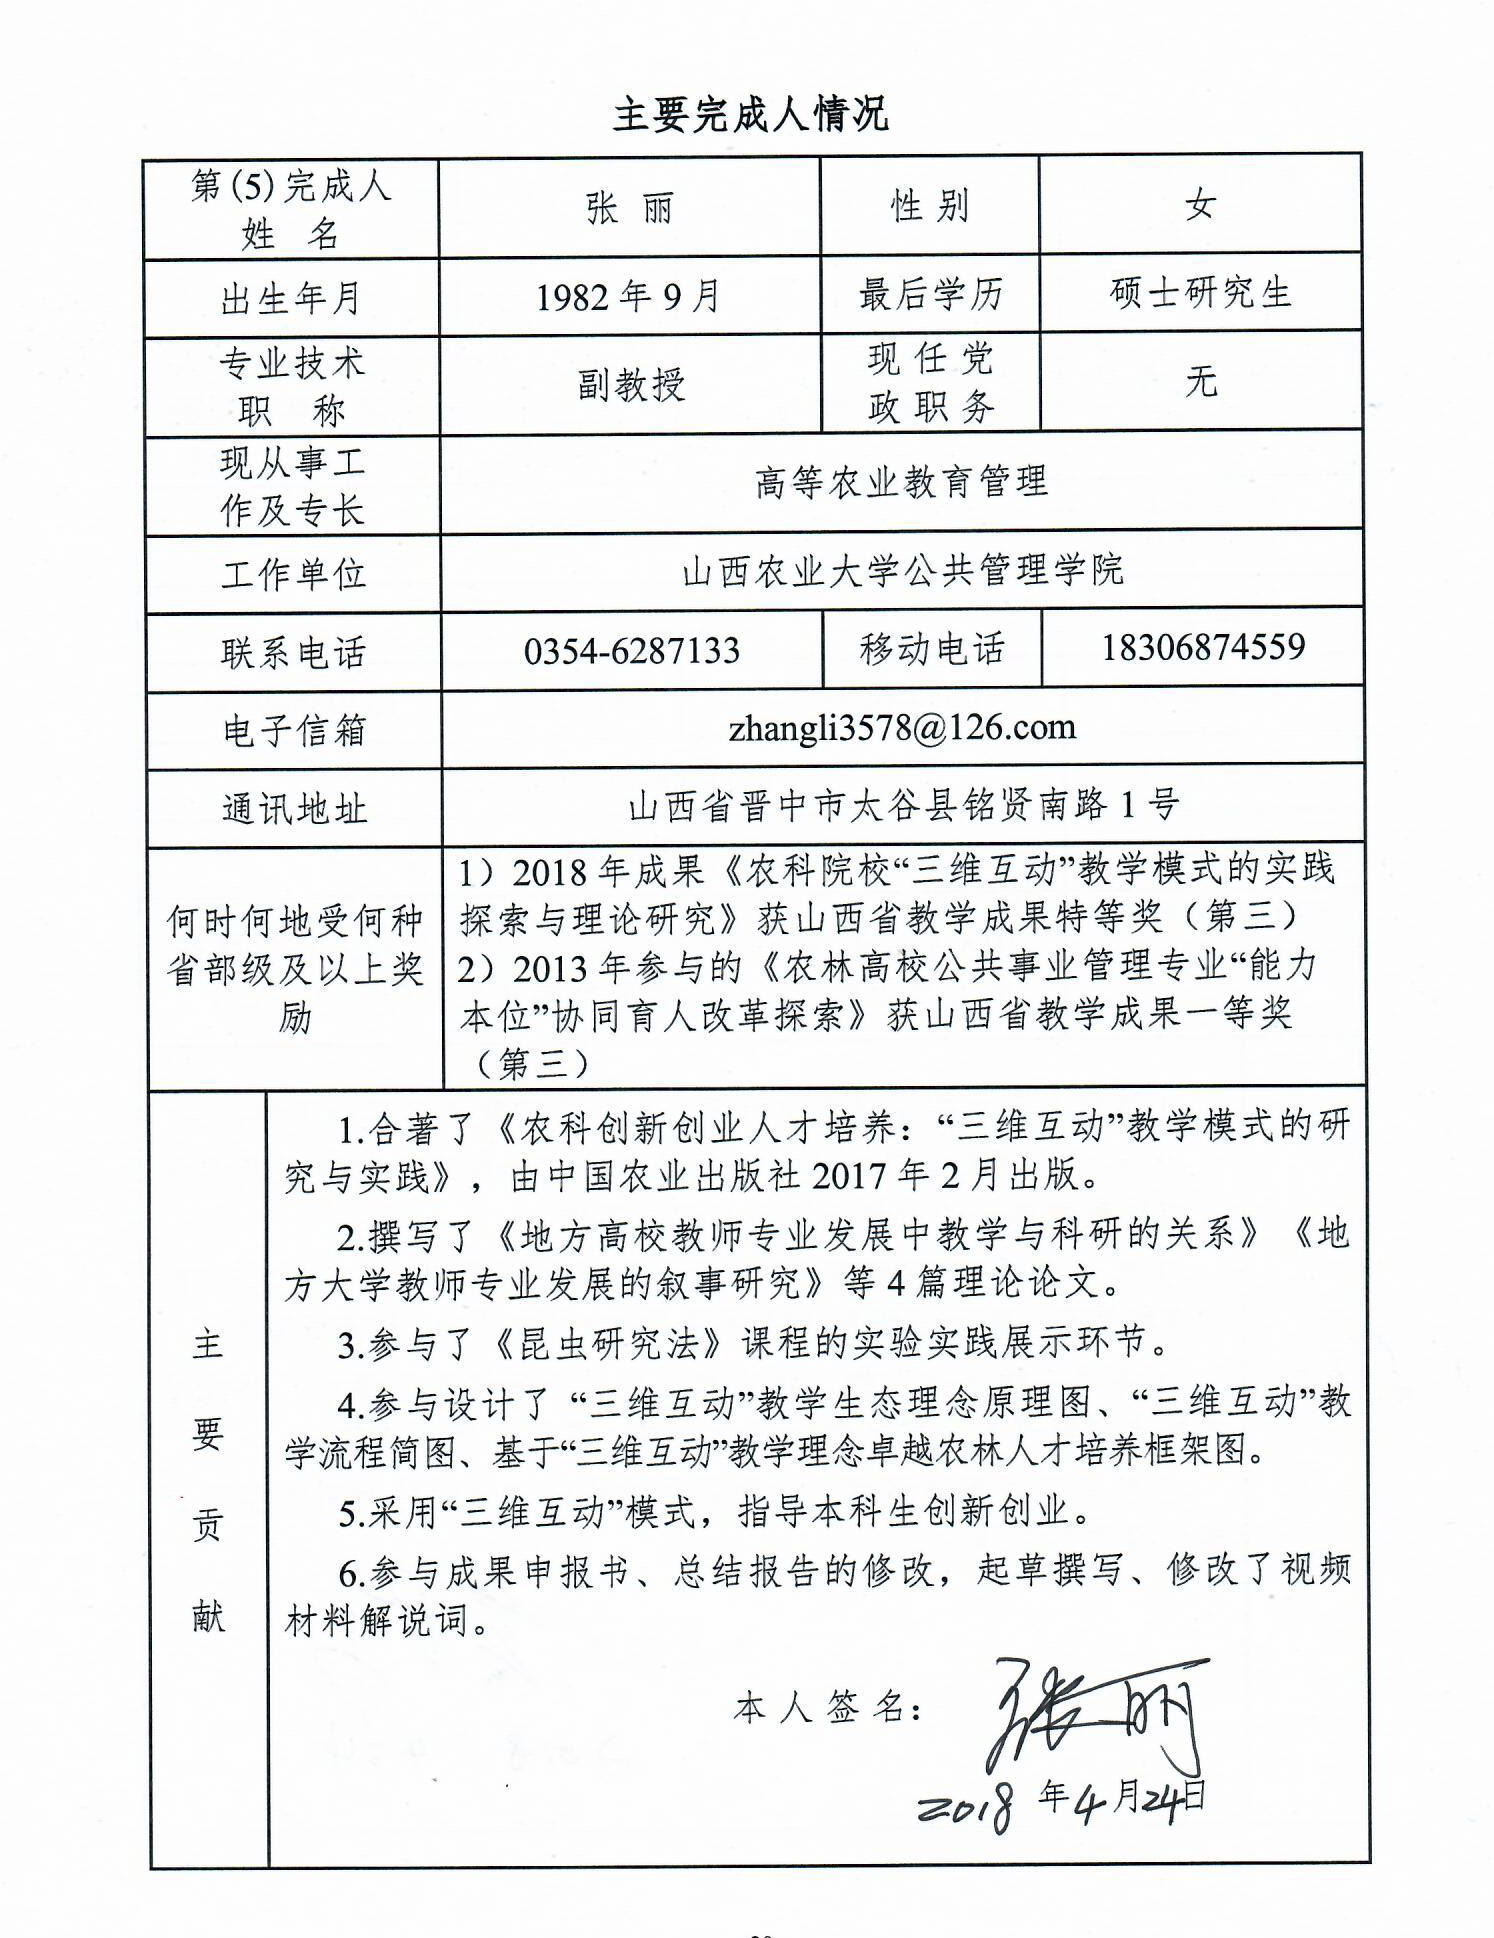 主要完成人情况
第(5)完成人
姓 名
张 丽
性 别
女
出生年月
1982 年 9 月
最后学历
硕士研究生
专业技术
职 称
副教授
现 任 党
政 职 务
无
现从事工
作及专长
高等农业教育管理
工作单位
山西农业大学公共管理学院
联系电话
0354-6287133
移动电话
18306874559
电子信箱
zhangli3578@126.com
通讯地址
山西省晋中市太谷县铭贤南路 1 号
何时何地受何种
省部级及以上奖
励
1）2018 年成果《农科院校“三维互动”教学模式的实践
探索与理论研究》获山西省教学成果特等奖（第三）
2）2013 年参与的《农林高校公共事业管理专业“能力
本位”协同育人改革探索》获山西省教学成果一等奖
（第三）
主
要
贡
献
1.合著了《农科创新创业人才培养：“三维互动”教学模式的研
究与实践》，由中国农业出版社 2017 年 2 月出版。
2.撰写了《地方高校教师专业发展中教学与科研的关系》《地
方大学教师专业发展的叙事研究》等 4 篇理论论文。
3.参与了《昆虫研究法》课程的实验实践展示环节。
4.参与设计了 “三维互动”教学生态理念原理图、“三维互动”教
学流程简图、基于“三维互动”教学理念卓越农林人才培养框架图。
5.采用“三维互动”模式，指导本科生创新创业。
6.参与成果申报书、总结报告的修改，起草撰写、修改了视频
材料解说词。
本 人 签 名：
张丽
2018 年 4 月 24 日